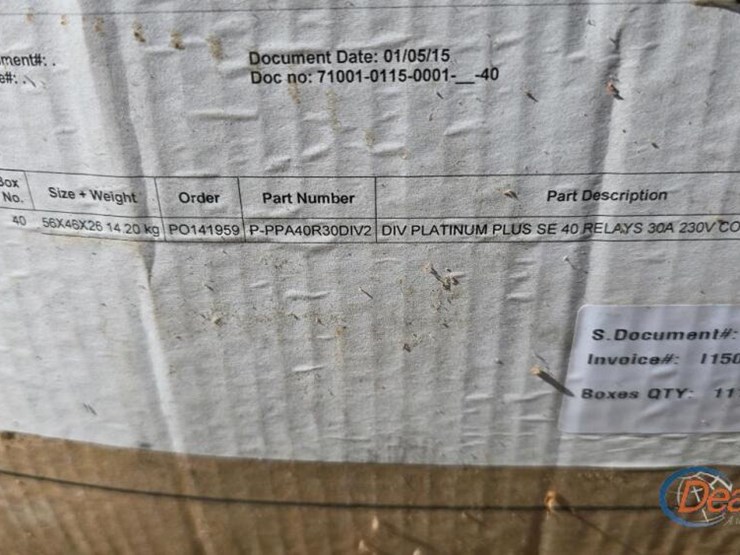 ment#: .
e#: .
Document Date: 01/05/15
Doc no: 71001-0115-0001-__-40
Box No. Size + Weight Order Part Number Part Description
40 56X46X26 14.20 kg PO141959 P-PPA40R30DIV2 DIV PLATINUM PLUS SE 40 RELAYS 30A 230V CO
S.Document#:
Invoice#: I150
Boxes QTY: 11
Dea